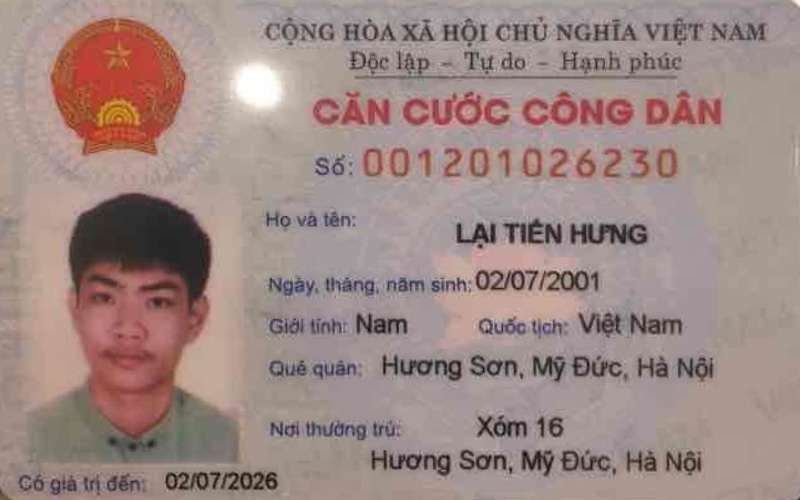 CỘNG HÒA XÃ HỘI CHỦ NGHĨA VIỆT NAM
Độc lập - Tự do - Hạnh phúc
CĂN CƯỚC CÔNG DÂN
Số: 001201026230
Họ và tên: LẠI TIẾN HƯNG
Ngày, tháng, năm sinh: 02/07/2001
Giới tính: Nam Quốc tịch: Việt Nam
Quê quán: Hương Sơn, Mỹ Đức, Hà Nội
Nơi thường trú: Xóm 16
Hương Sơn, Mỹ Đức, Hà Nội
Có giá trị đến: 02/07/2026